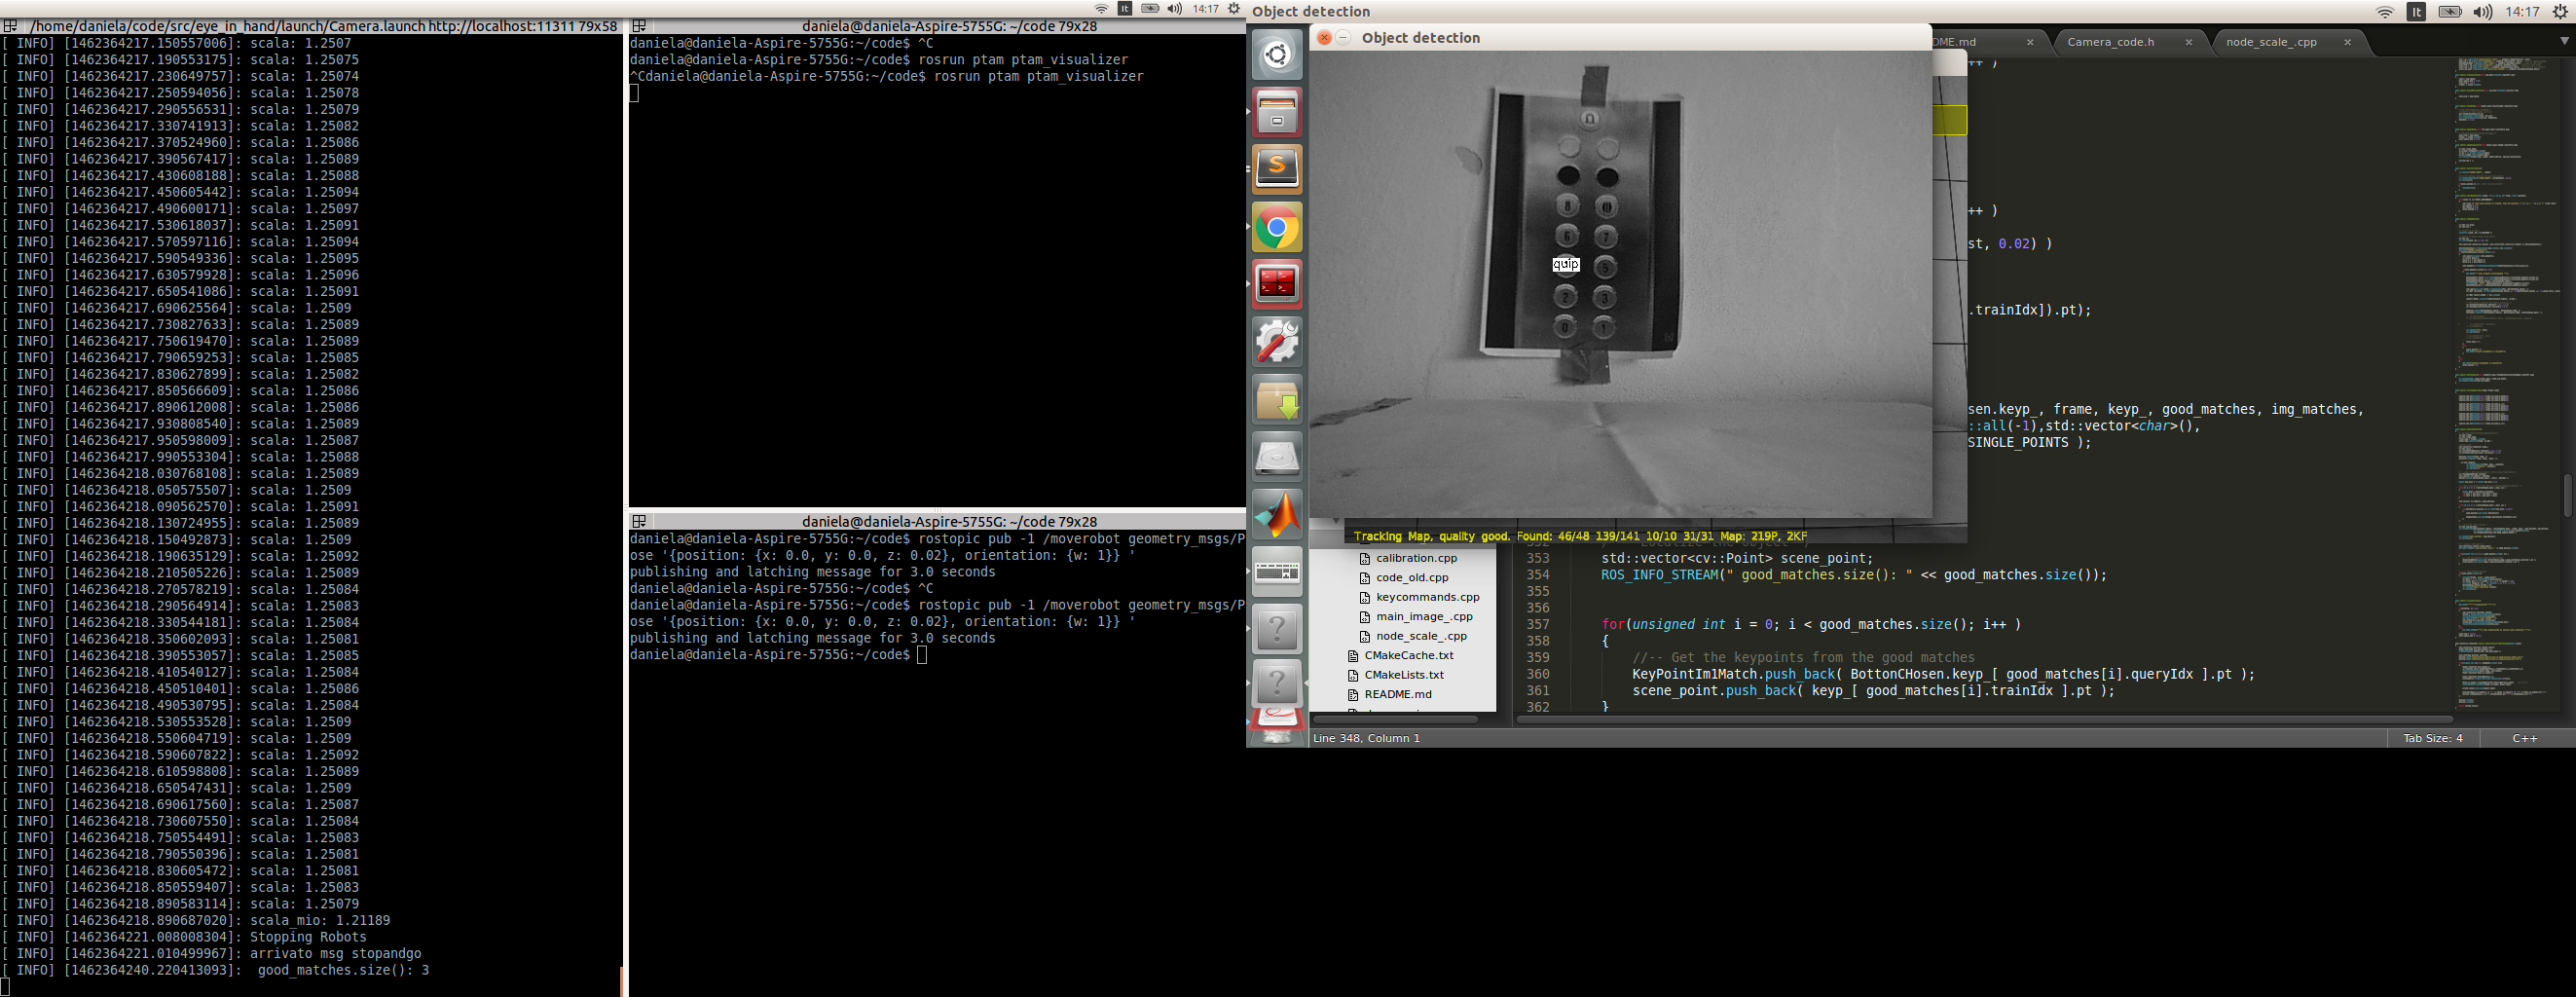 /home/daniela/code/src/eye_in_hand/launch/Camera.launch http://localhost:11311 79x58
[ INFO] [1462364217.150557006]: scala: 1.2507
[ INFO] [1462364217.190553175]: scala: 1.25075
[ INFO] [1462364217.230649757]: scala: 1.25074
[ INFO] [1462364217.250594056]: scala: 1.25078
[ INFO] [1462364217.290556531]: scala: 1.25079
[ INFO] [1462364217.330741913]: scala: 1.25082
[ INFO] [1462364217.370524960]: scala: 1.25086
[ INFO] [1462364217.390567417]: scala: 1.25089
[ INFO] [1462364217.430608188]: scala: 1.25088
[ INFO] [1462364217.450605442]: scala: 1.25094
[ INFO] [1462364217.490600171]: scala: 1.25097
[ INFO] [1462364217.530618037]: scala: 1.25091
[ INFO] [1462364217.570597116]: scala: 1.25094
[ INFO] [1462364217.590549336]: scala: 1.25095
[ INFO] [1462364217.630579928]: scala: 1.25096
[ INFO] [1462364217.650541086]: scala: 1.25091
[ INFO] [1462364217.690625564]: scala: 1.2509
[ INFO] [1462364217.730827633]: scala: 1.25089
[ INFO] [1462364217.750619470]: scala: 1.25089
[ INFO] [1462364217.790659253]: scala: 1.25085
[ INFO] [1462364217.830627899]: scala: 1.25082
[ INFO] [1462364217.850566609]: scala: 1.25086
[ INFO] [1462364217.890612008]: scala: 1.25086
[ INFO] [1462364217.930808540]: scala: 1.25089
[ INFO] [1462364217.950598009]: scala: 1.25087
[ INFO] [1462364217.990553304]: scala: 1.25088
[ INFO] [1462364218.030768108]: scala: 1.25089
[ INFO] [1462364218.050575507]: scala: 1.2509
[ INFO] [1462364218.090562570]: scala: 1.25091
[ INFO] [1462364218.130724955]: scala: 1.25089
[ INFO] [1462364218.150492873]: scala: 1.2509
[ INFO] [1462364218.190635129]: scala: 1.25092
[ INFO] [1462364218.210505226]: scala: 1.25089
[ INFO] [1462364218.270578219]: scala: 1.25084
[ INFO] [1462364218.290564914]: scala: 1.25083
[ INFO] [1462364218.330544181]: scala: 1.25084
[ INFO] [1462364218.350602093]: scala: 1.25081
[ INFO] [1462364218.390553057]: scala: 1.25085
[ INFO] [1462364218.410540127]: scala: 1.25084
[ INFO] [1462364218.450510401]: scala: 1.25086
[ INFO] [1462364218.490530795]: scala: 1.25084
[ INFO] [1462364218.530553528]: scala: 1.2509
[ INFO] [1462364218.550604719]: scala: 1.2509
[ INFO] [1462364218.590607822]: scala: 1.25092
[ INFO] [1462364218.610598808]: scala: 1.25089
[ INFO] [1462364218.650547431]: scala: 1.2509
[ INFO] [1462364218.690617560]: scala: 1.25087
[ INFO] [1462364218.730607550]: scala: 1.25084
[ INFO] [1462364218.750554491]: scala: 1.25083
[ INFO] [1462364218.790550396]: scala: 1.25081
[ INFO] [1462364218.830605472]: scala: 1.25081
[ INFO] [1462364218.850559407]: scala: 1.25083
[ INFO] [1462364218.890583114]: scala: 1.25079
[ INFO] [1462364218.890687020]: scala_mio: 1.21189
[ INFO] [1462364221.008008304]: Stopping Robots
[ INFO] [1462364221.010499967]: arrivato msg stopandgo
[ INFO] [1462364240.220413093]:  good_matches.size(): 3
It 14:17
daniela@daniela-Aspire-5755G: ~/code 79x28
daniela@daniela-Aspire-5755G:~/code$ ^C
daniela@daniela-Aspire-5755G:~/code$ rosrun ptam ptam_visualizer
^Cdaniela@daniela-Aspire-5755G:~/code$ rosrun ptam ptam_visualizer
daniela@daniela-Aspire-5755G: ~/code 79x28
daniela@daniela-Aspire-5755G:~/code$ rostopic pub -1 /moverobot geometry_msgs/P
ose '{position: {x: 0.0, y: 0.0, z: 0.02}, orientation: {w: 1}} '
publishing and latching message for 3.0 seconds
daniela@daniela-Aspire-5755G:~/code$ ^C
daniela@daniela-Aspire-5755G:~/code$ rostopic pub -1 /moverobot geometry_msgs/P
ose '{position: {x: 0.0, y: 0.0, z: 0.02}, orientation: {w: 1}} '
publishing and latching message for 3.0 seconds
daniela@daniela-Aspire-5755G:~/code$
Object detection
It 14:17
Object detection
DME.md
Camera_code.h
node_scale_.cpp
8 10
6 7
quip 5
2 3
0 1
++ )
++ )
st, 0.02) )
.trainIdx]).pt);
sen.keyp_, frame, keyp_, good_matches, img_matches,
::all(-1),std::vector<char>(),
SINGLE_POINTS );
Tracking Map, quality good. Found: 46/48 139/141 10/10 31/31 Map: 219P, 2KF
calibration.cpp
code_old.cpp
keycommands.cpp
main_image_.cpp
node_scale_.cpp
CMakeCache.txt
CMakeLists.txt
README.md
353 std::vector<cv::Point> scene_point;
354 ROS_INFO_STREAM(" good_matches.size(): " << good_matches.size());
355
356
357 for(unsigned int i = 0; i < good_matches.size(); i++ )
358 {
359 //-- Get the keypoints from the good matches
360 KeyPointIm1Match.push_back( BottonCHosen.keyp_[ good_matches[i].queryIdx ].pt );
361 scene_point.push_back( keyp_[ good_matches[i].trainIdx ].pt );
362 }
Line 348, Column 1
Tab Size: 4
C++